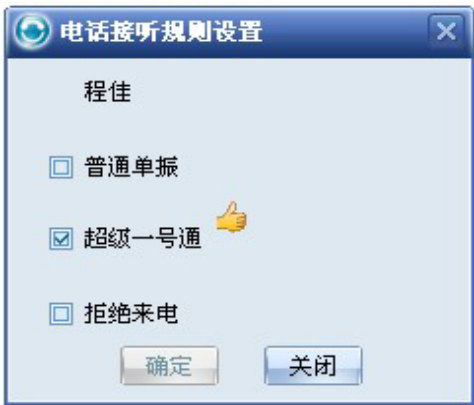 电话接听规则设置
程佳
普通单振
超级一号通
拒绝来电
确定 关闭